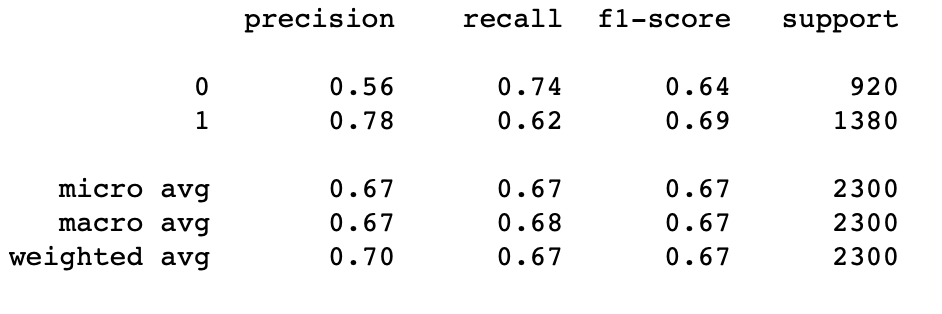 precision recall f1-score support
0 0.56 0.74 0.64 920
1 0.78 0.62 0.69 1380
micro avg 0.67 0.67 0.67 2300
macro avg 0.67 0.68 0.67 2300
weighted avg 0.70 0.67 0.67 2300